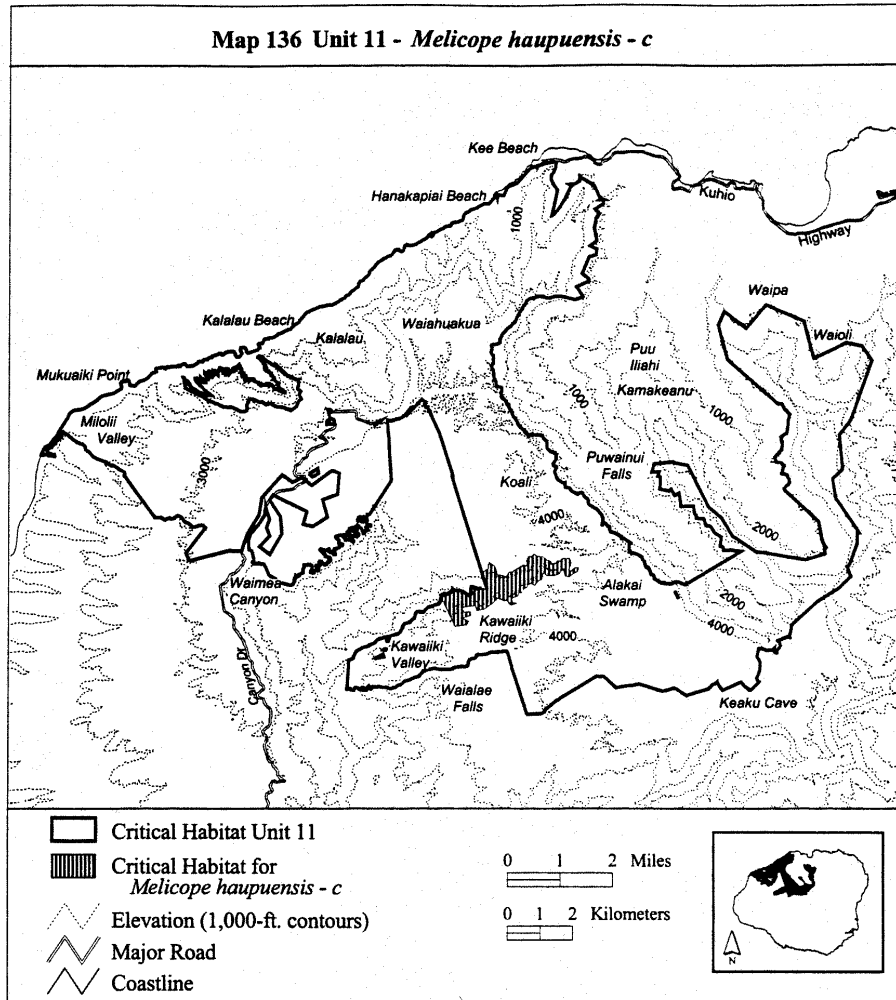 Map 136 Unit 11 - Melicope haupuensis - c
Kee Beach
Hanakapiai Beach
Kuhio
Highway
1000
Waipa
Kalalau Beach
Kalalau
Waiahuakua
Waioli
Puu
Iliahi
Mukuaiki Point
Kamakeanu
1000
1000
Milolii
Valley
Puwainui
Falls
3000
Koali
4000
2000
Waimea
Canyon
Alakai
Swamp
2000
Kawaiiki
Ridge
4000
4000
Kawaiiki
Valley
Canyon Dr
Waialae
Falls
Keaku Cave
Critical Habitat Unit 11
Critical Habitat for
Melicope haupuensis - c
Elevation (1,000-ft. contours)
Major Road
Coastline
0 1 2 Miles
0 1 2 Kilometers
N